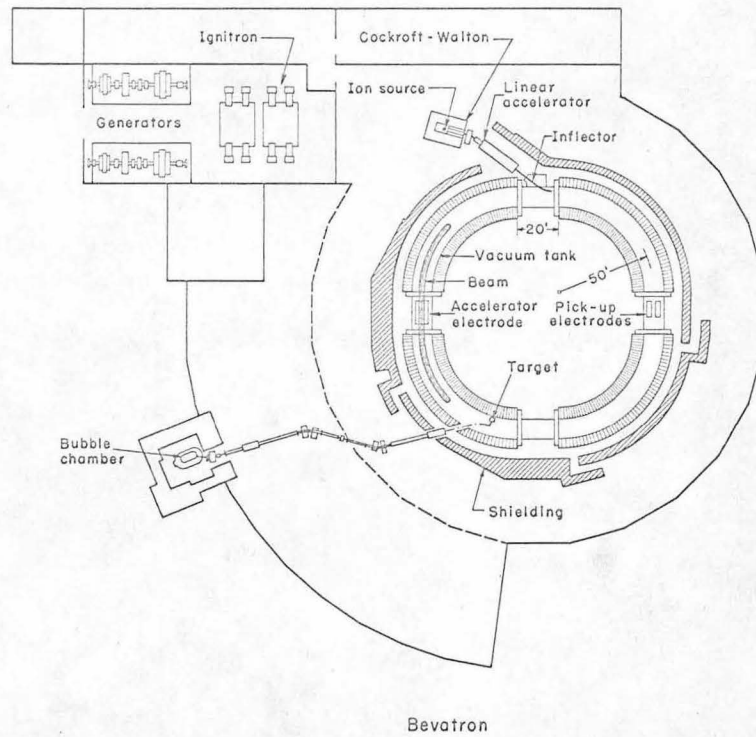 Ignitron
Cockroft-Walton
Ion source
Linear
accelerator
Generators
Inflector
20'
Vacuum tank
50'
Beam
Accelerator
electrode
Pick-up
electrodes
Target
Bubble
chamber
Shielding
Bevatron